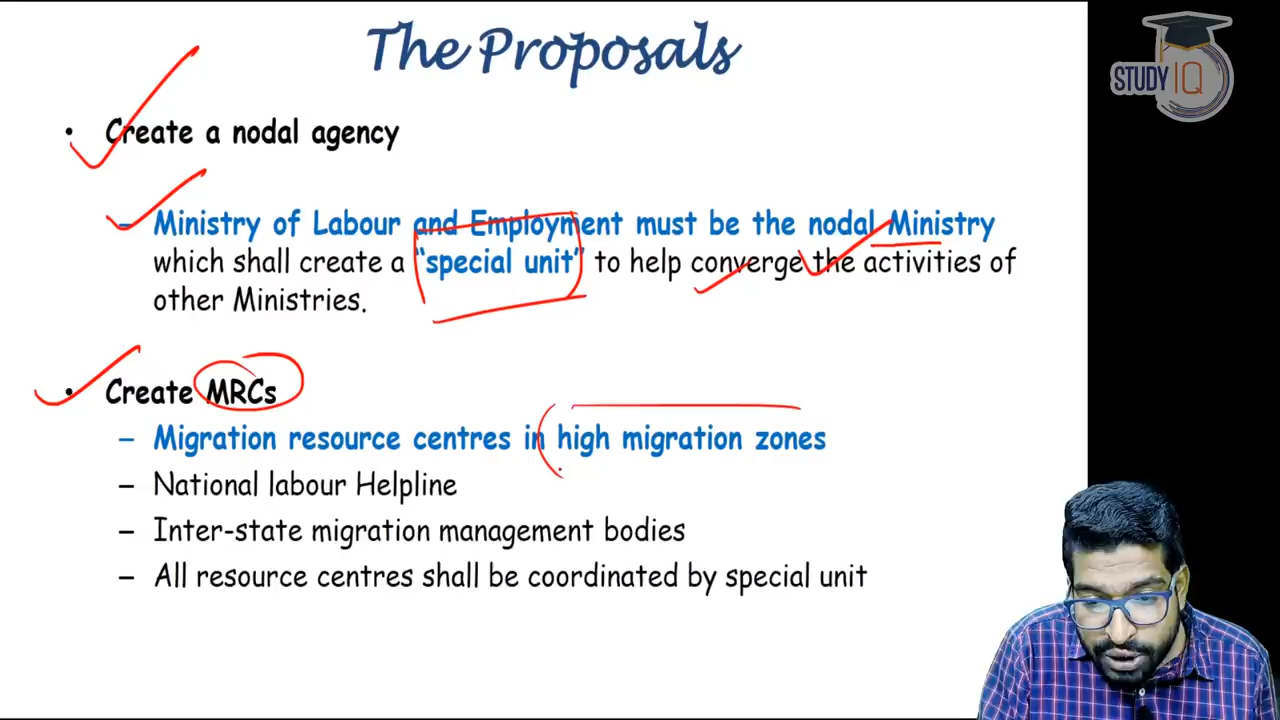 The Proposals
STUDY IQ
• Create a nodal agency
– Ministry of Labour and Employment must be the nodal Ministry
which shall create a "special unit" to help converge the activities of
other Ministries.
• Create MRCs
– Migration resource centres in high migration zones
– National labour Helpline
– Inter-state migration management bodies
– All resource centres shall be coordinated by special unit